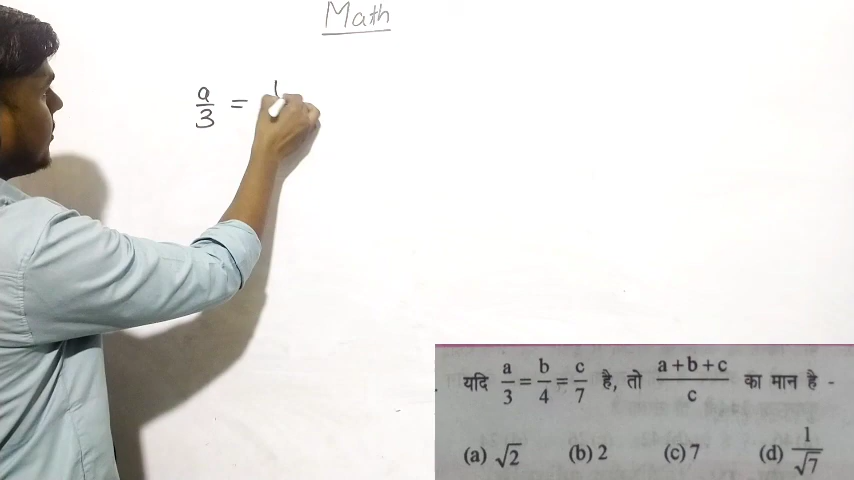 Math
a/3 =
यदि a/3 = b/4 = c/7 है, तो (a+b+c)/c का मान है -
(a) √2 (b) 2 (c) 7 (d) 1/√7